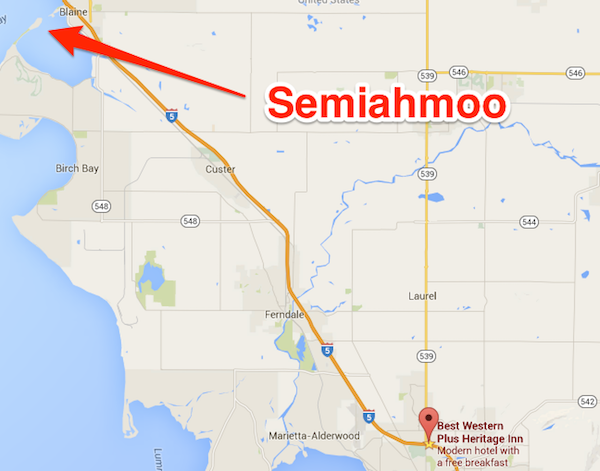 United States
Blaine
539
546
546
Semiahmoo
5
Birch Bay
Custer
539
548
548
544
Laurel
Ferndale
5
539
542
5
Best Western
Plus Heritage Inn
Modern hotel with
a free breakfast
Marietta-Alderwood
Lumm